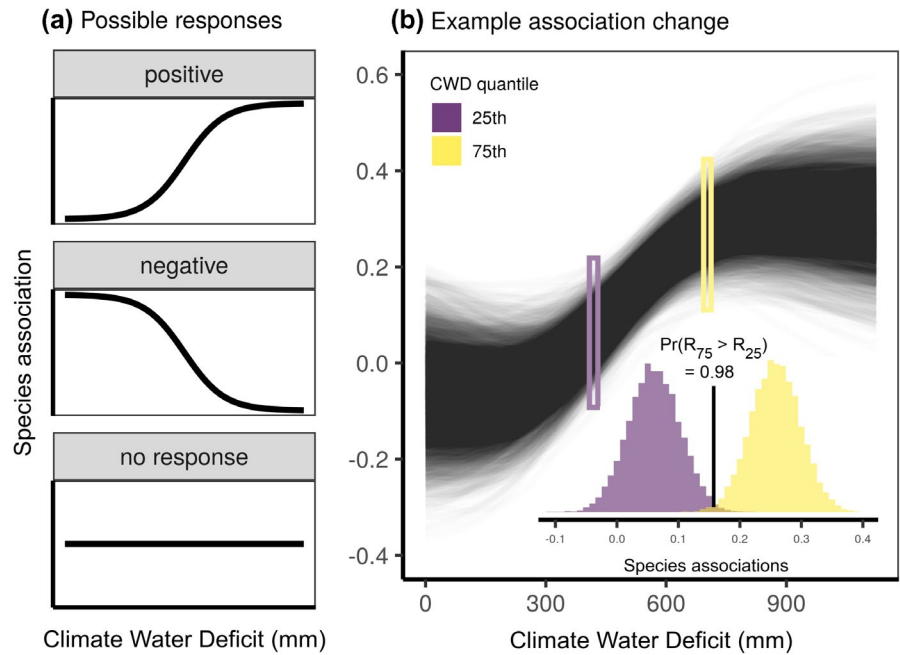 (a) Possible responses
positive
negative
no response
Species association
Climate Water Deficit (mm)
(b) Example association change
CWD quantile
25th
75th
0.6
0.4
0.2
0.0
-0.2
-0.4
Pr(R75 > R25)
= 0.98
-0.1 0.0 0.1 0.2 0.3 0.4
Species associations
0 300 600 900
Climate Water Deficit (mm)